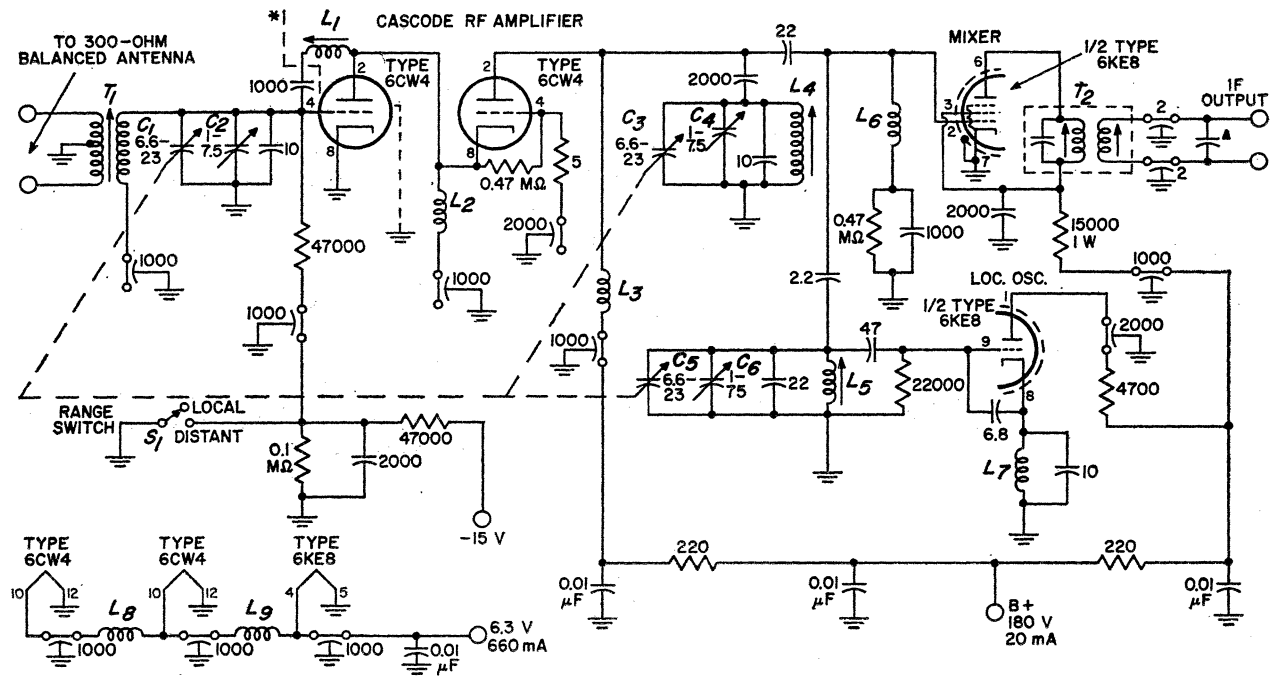 CASCODE RF AMPLIFIER
*
L1
TO 300-OHM
BALANCED ANTENNA
T1
1000
2
TYPE
6CW4
4
8
C1
6.6-
23
C2
1-
7.5
10
1000
47000
1000
2
TYPE
6CW4
4
8
0.47 MΩ
5
L2
1000
2000
22
2000
L4
C3
6.6-
23
C4
1-
7.5
10
L3
1000
L6
0.47
MΩ
1000
2.2
MIXER
6
1/2 TYPE
6KE8
3
2
7
T2
2
2
IF
OUTPUT
▲
2000
15000
1 W
1000
LOC. OSC.
1
1/2 TYPE
6KE8
9
8
2000
4700
47
C5
6.6-
23
C6
1-
7.5
22
L5
22000
6.8
L7
10
RANGE
SWITCH
LOCAL
S1
DISTANT
47000
0.1
MΩ
2000
-15 V
TYPE
6CW4
10
12
TYPE
6CW4
10
12
TYPE
6KE8
4
5
L8
L9
1000
1000
1000
0.01
μF
6.3 V
660 mA
220
220
0.01
μF
0.01
μF
0.01
μF
B+
180 V
20 mA